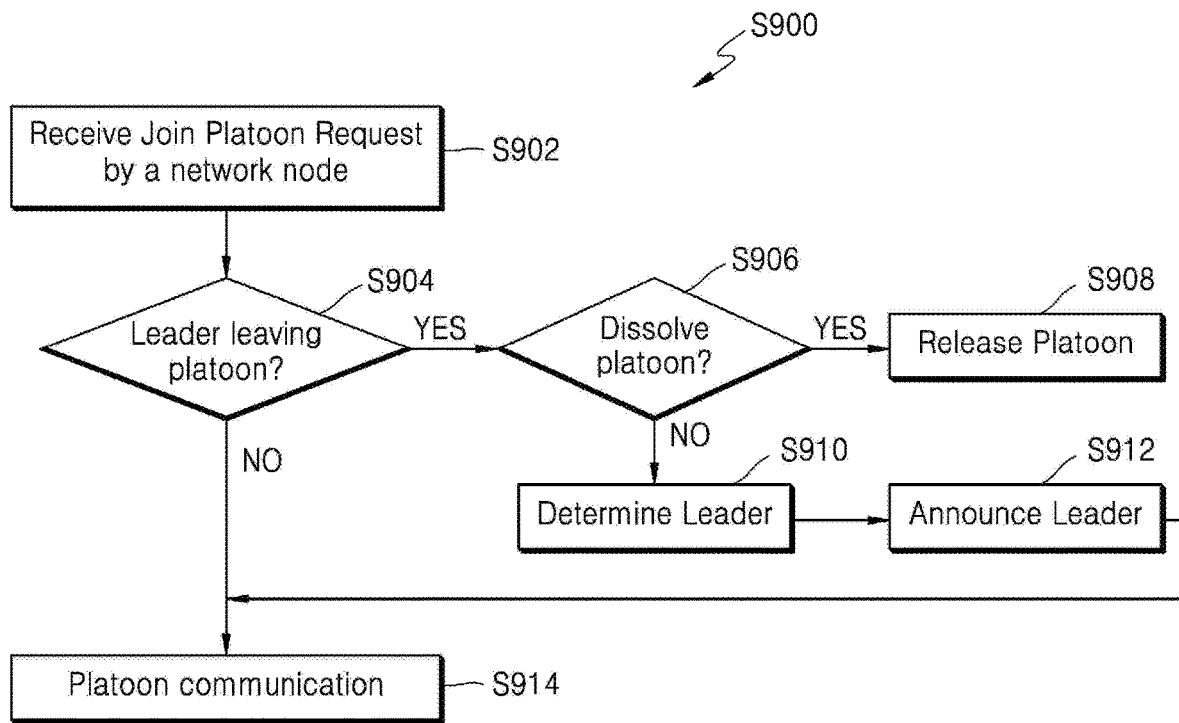 S900
Receive Join Platoon Request
by a network node
S902
S904
Leader leaving
platoon?
YES
S906
Dissolve
platoon?
YES
S908
Release Platoon
NO
NO
S910
Determine Leader
S912
Announce Leader
Platoon communication
S914